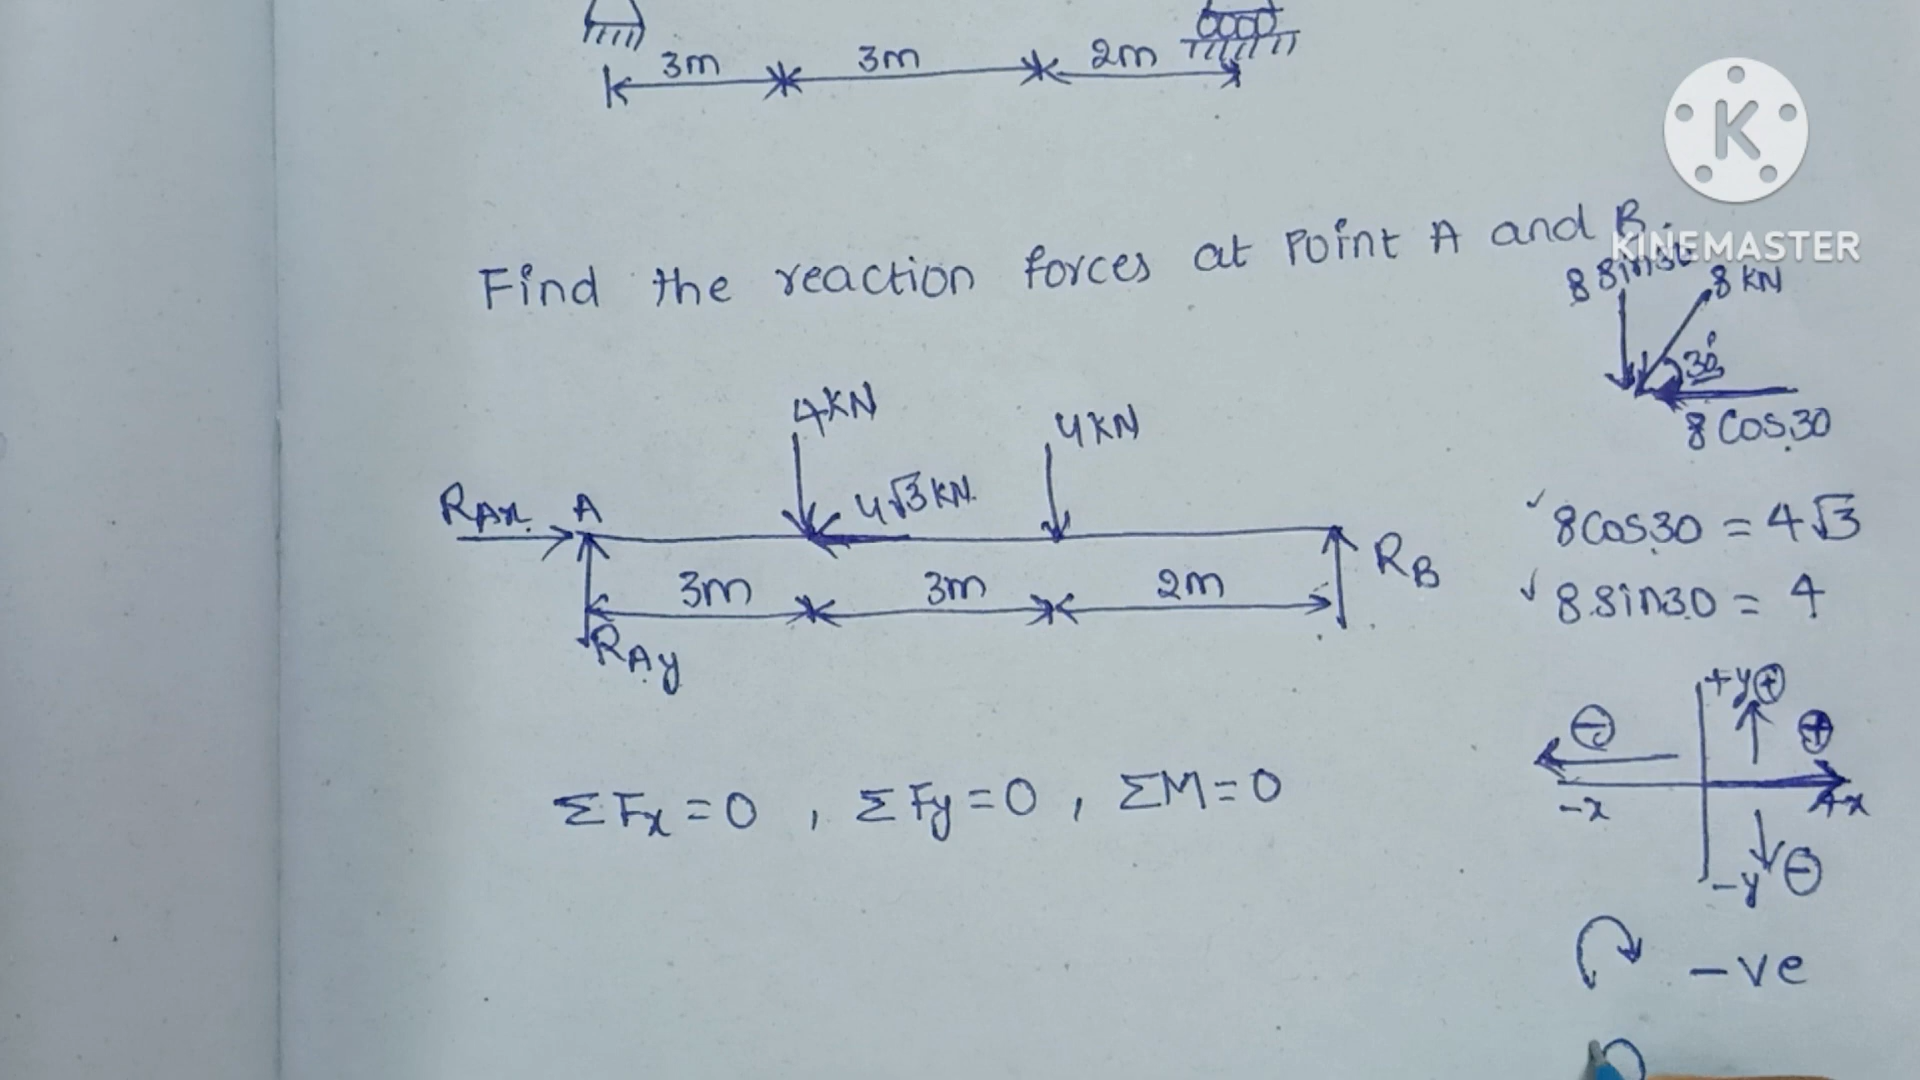 3m 3m 2m
K
KINEMASTER
Find the reaction forces at Point A and B.
8 Sin30 8 KN
30°
8 Cos30
4KN 4KN
RAx A 4√3 KN RB
3m 3m 2m
RAy
8Cos30 = 4√3
8 Sin30 = 4
+y +
- +
-x +x
-y -
ΣFx = 0 , ΣFy = 0 , ΣM = 0
-ve